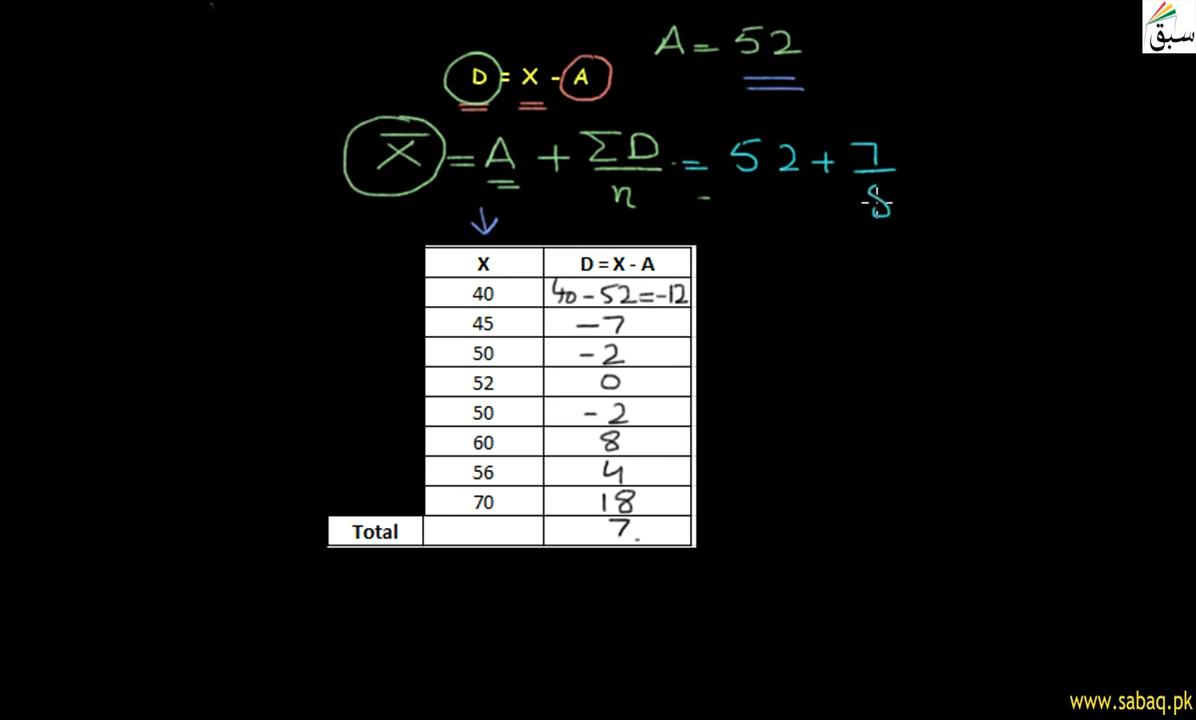 سبق
A = 52
D = X - A
X̄ = A + ΣD/n = 52 + 7/8
X D = X - A
40 40 - 52 = -12
45 -7
50 -2
52 0
50 -2
60 8
56 4
70 18
Total 7
www.sabaq.pk